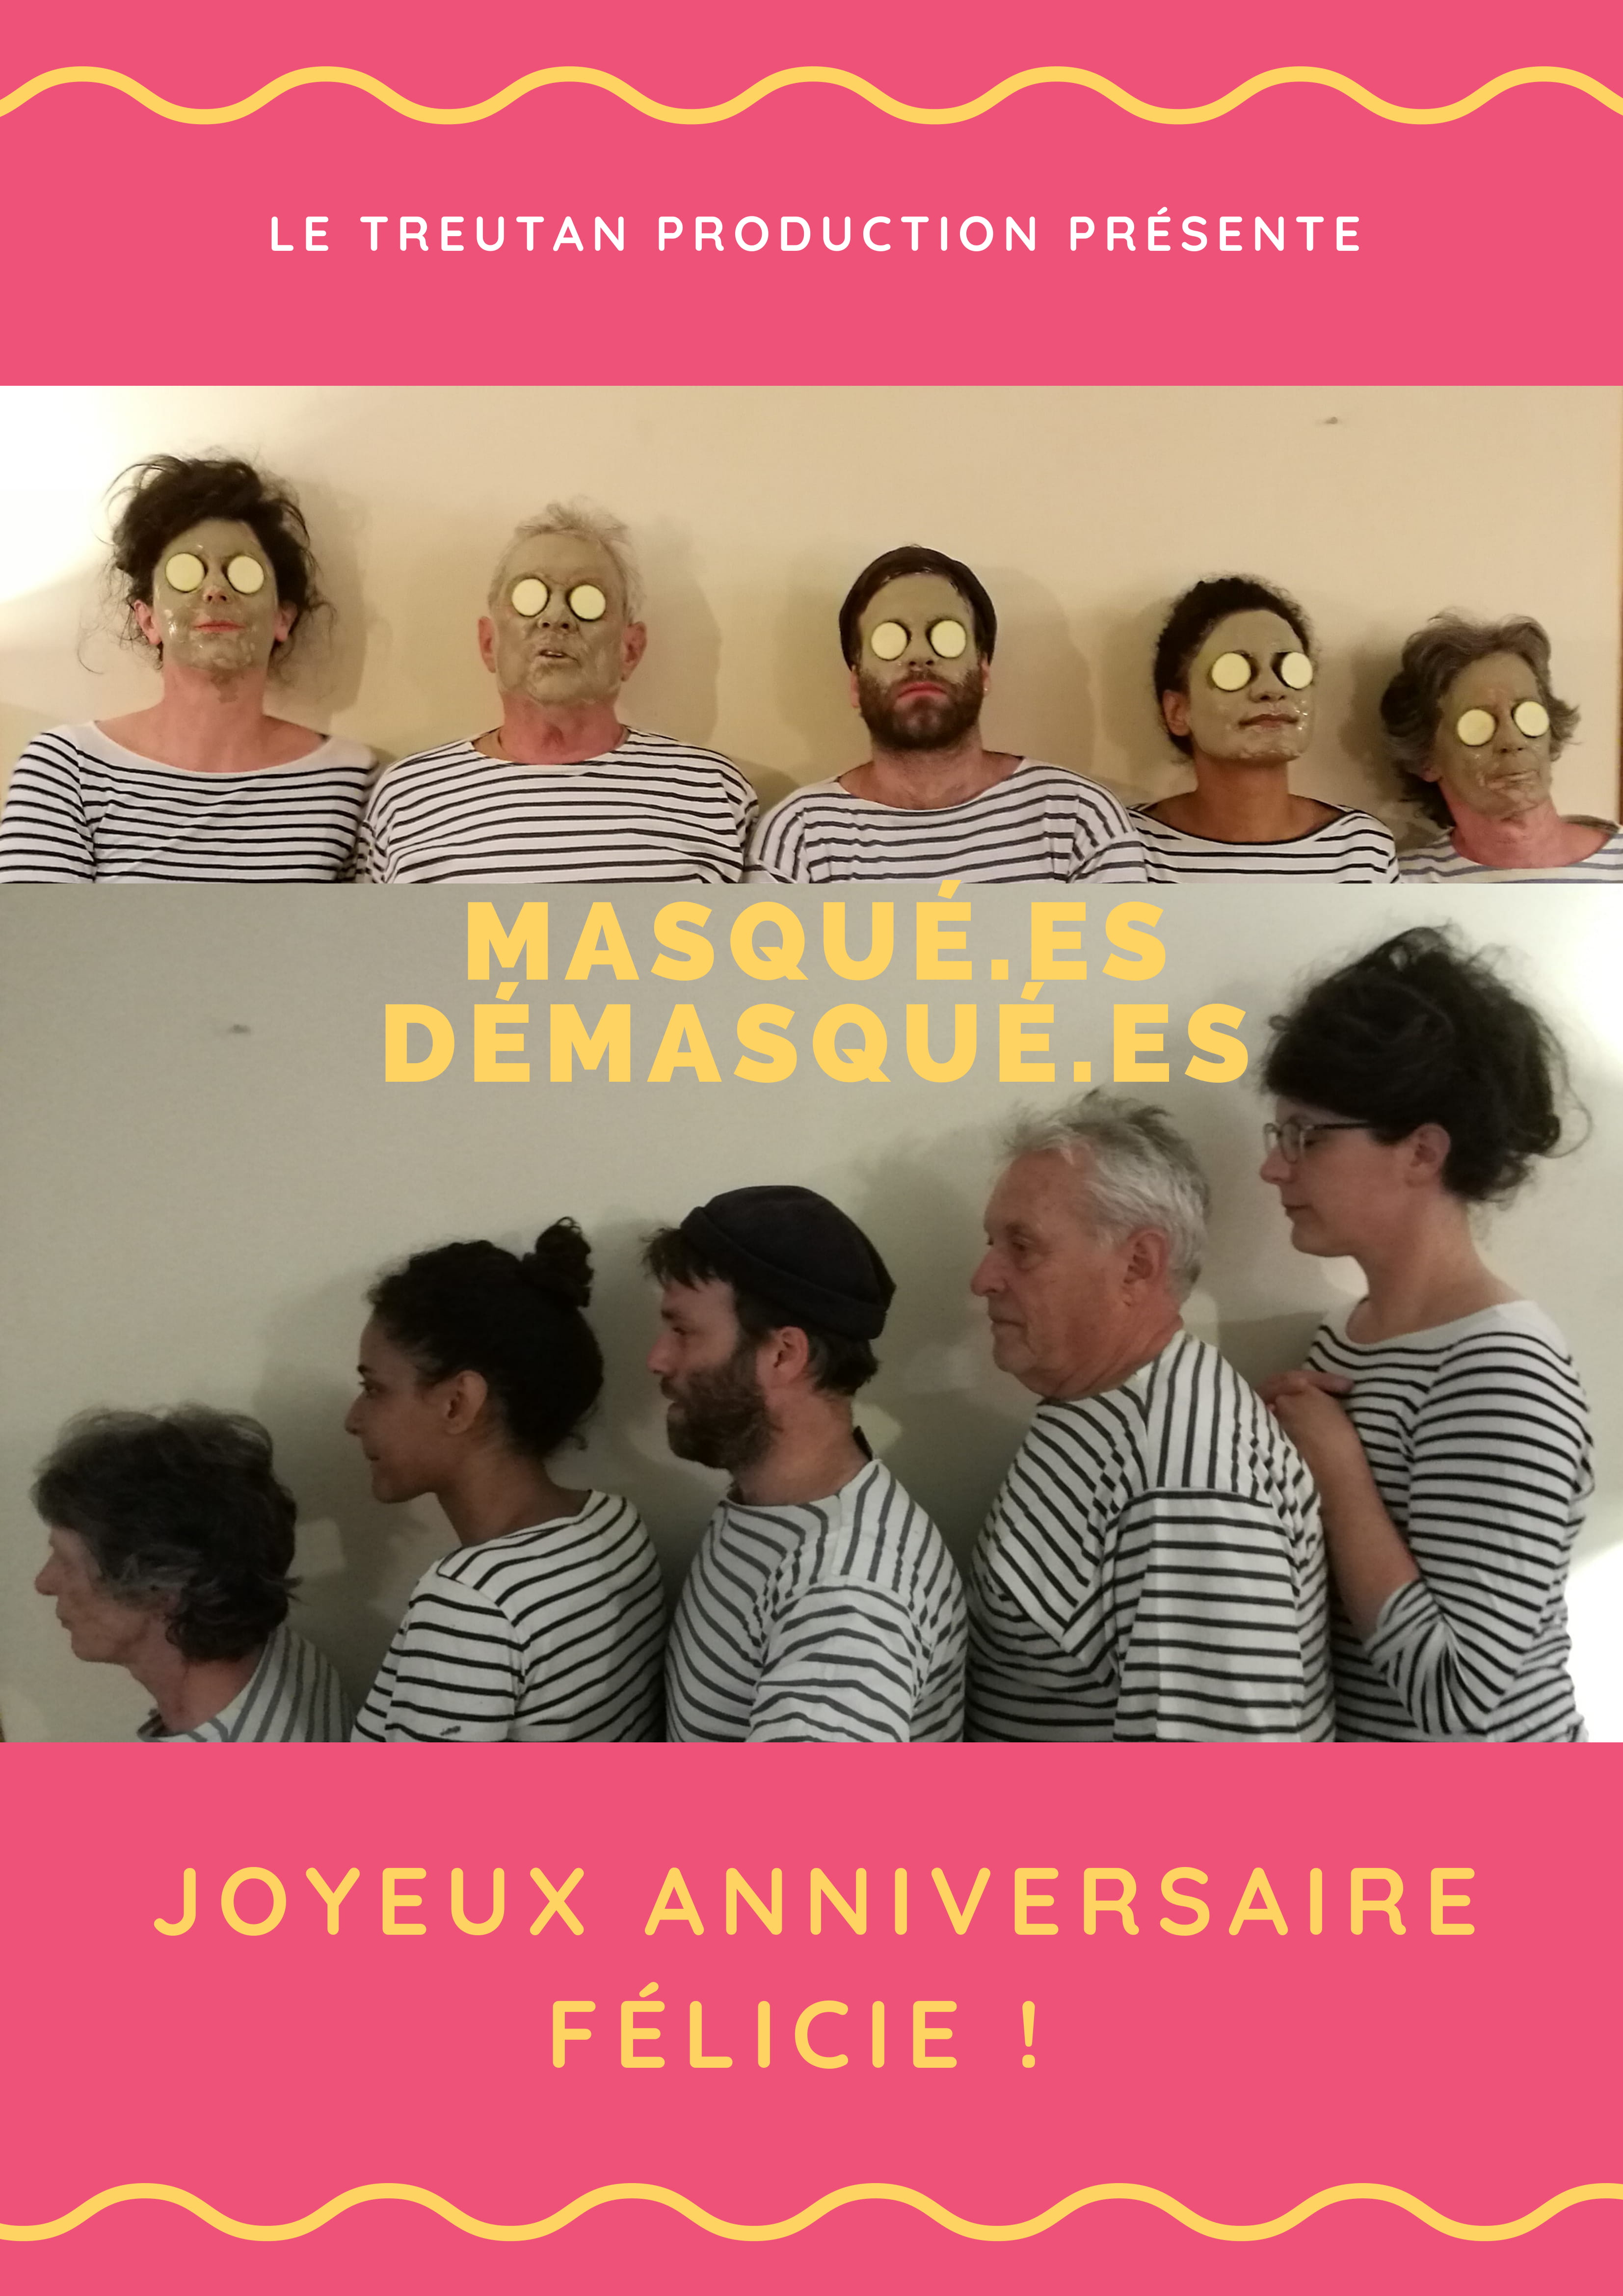 LE TREUTAN PRODUCTION PRÉSENTE
MASQUÉ.ES
DÉMASQUÉ.ES
JOYEUX ANNIVERSAIRE
FÉLICIE !